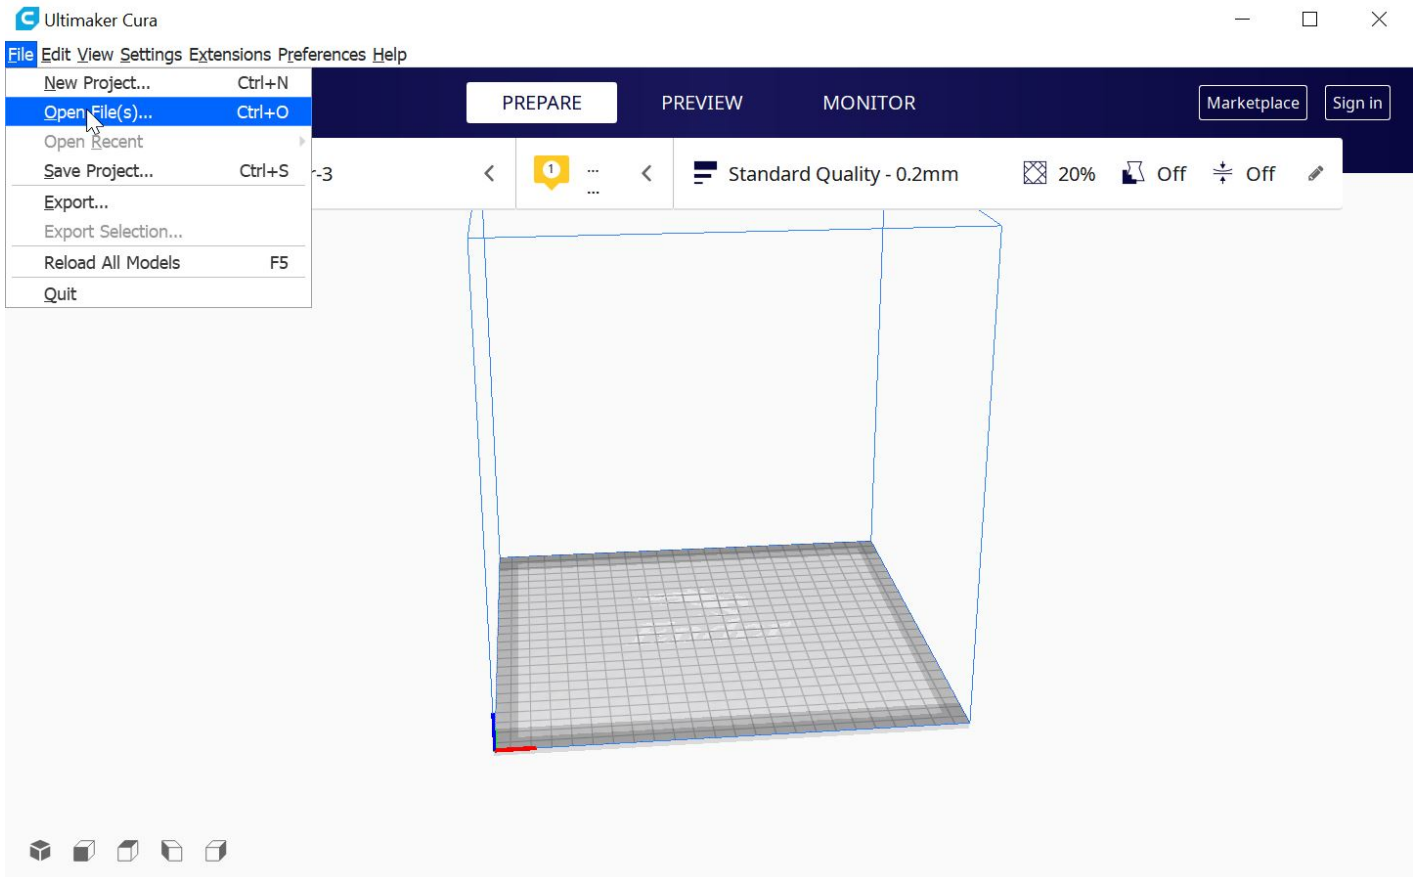 Ultimaker Cura
File Edit View Settings Extensions Preferences Help
New Project... Ctrl+N
Open File(s)... Ctrl+O
Open Recent
Save Project... Ctrl+S
Export...
Export Selection...
Reload All Models F5
Quit
PREPARE PREVIEW MONITOR Marketplace Sign in
r-3
1 ...
...
Standard Quality - 0.2mm 20% Off Off